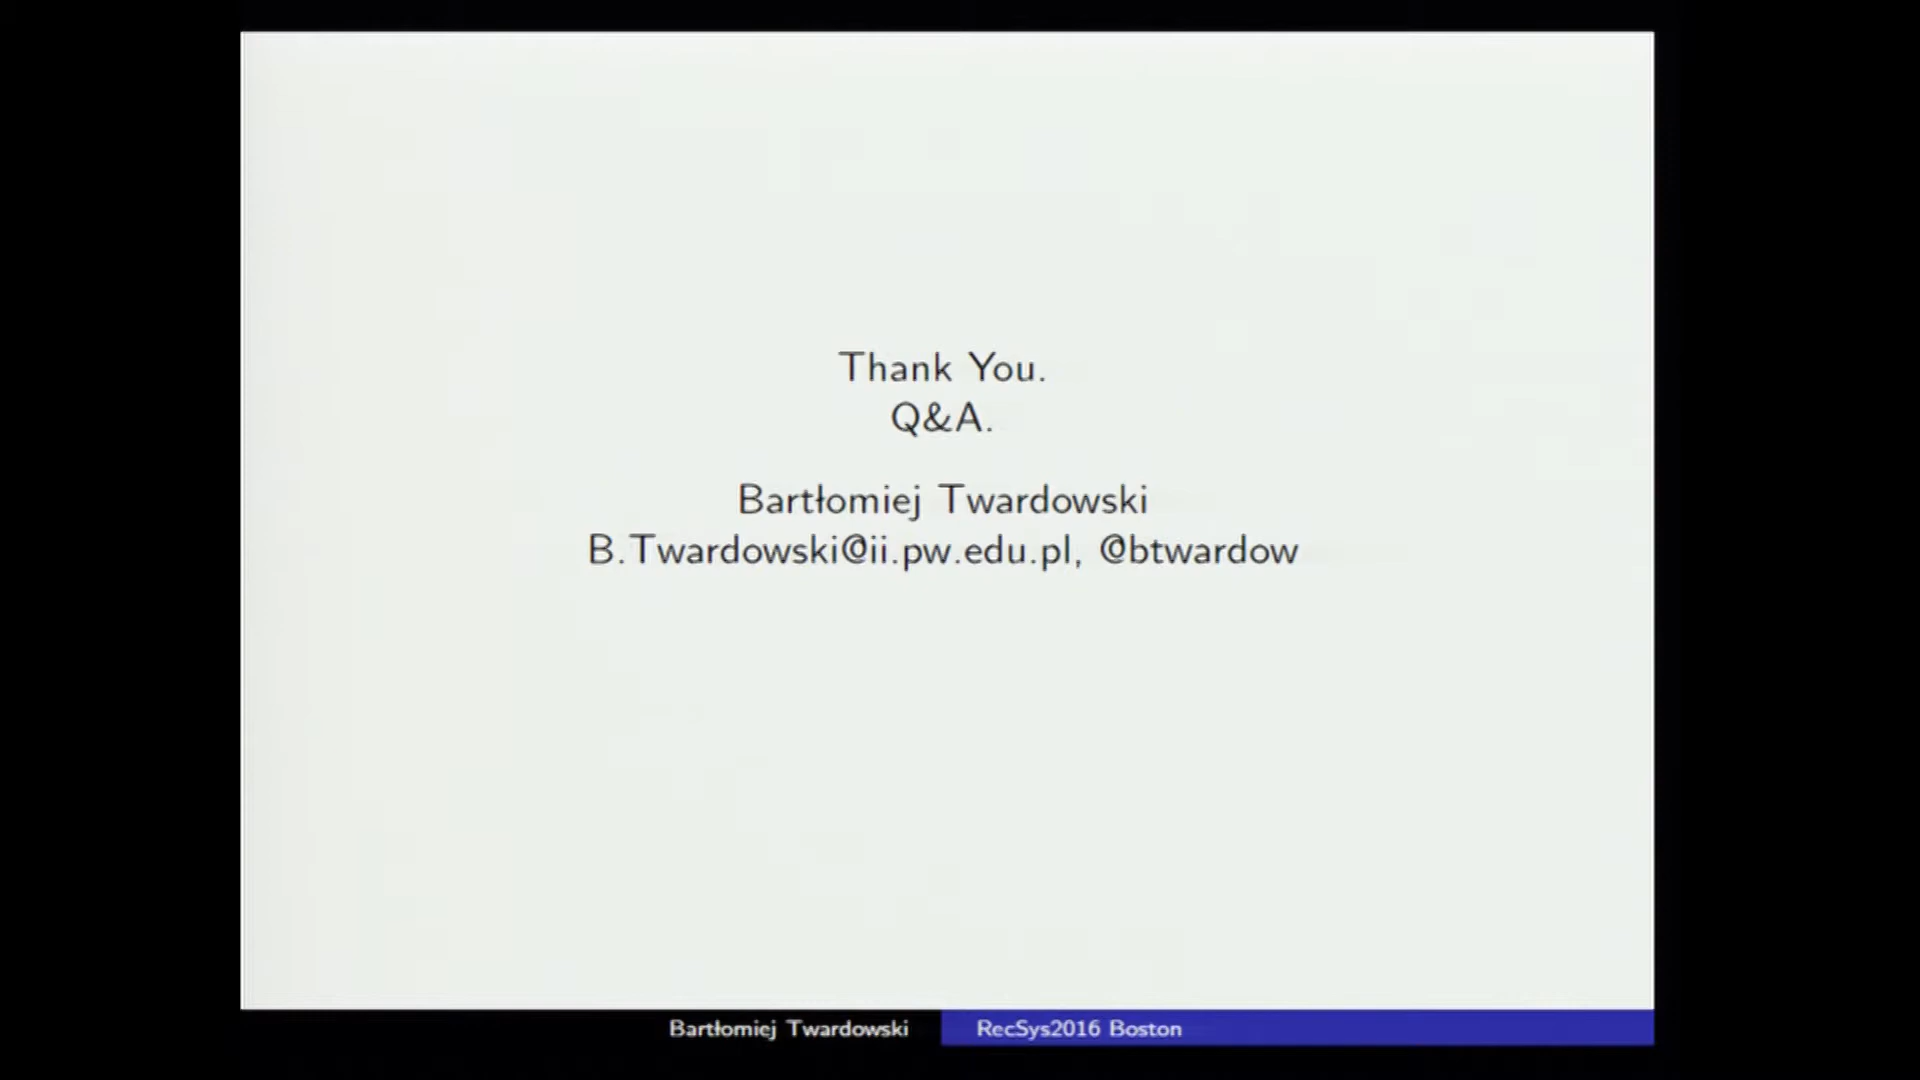 Thank You.
Q&A.
Bartłomiej Twardowski
B.Twardowski@ii.pw.edu.pl, @btwardow
Bartłomiej Twardowski
RecSys2016 Boston